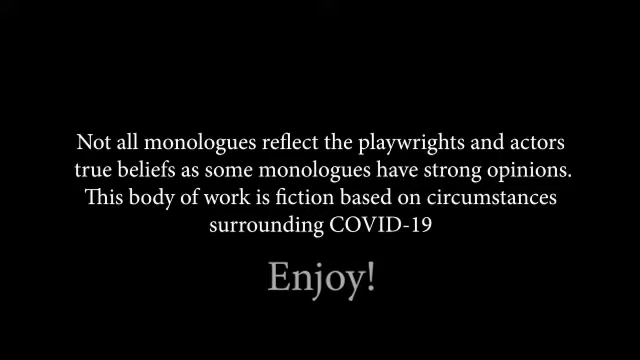 Not all monologues reflect the playwrights and actors
true beliefs as some monologues have strong opinions.
This body of work is fiction based on circumstances
surrounding COVID-19
Enjoy!